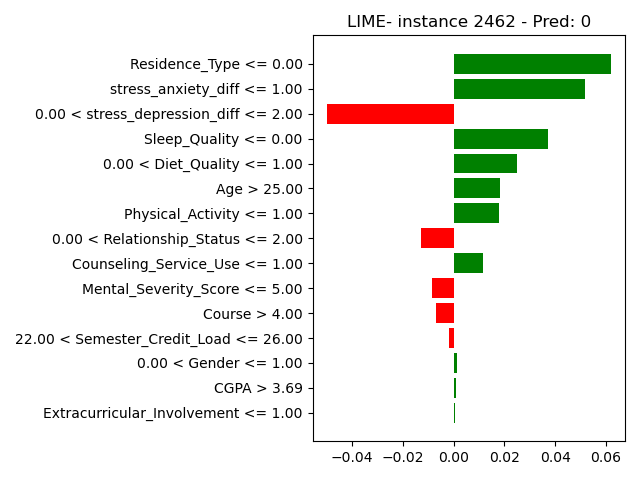 LIME- instance 2462 - Pred: 0
Residence_Type <= 0.00
stress_anxiety_diff <= 1.00
0.00 < stress_depression_diff <= 2.00
Sleep_Quality <= 0.00
0.00 < Diet_Quality <= 1.00
Age > 25.00
Physical_Activity <= 1.00
0.00 < Relationship_Status <= 2.00
Counseling_Service_Use <= 1.00
Mental_Severity_Score <= 5.00
Course > 4.00
22.00 < Semester_Credit_Load <= 26.00
0.00 < Gender <= 1.00
CGPA > 3.69
Extracurricular_Involvement <= 1.00
−0.04 −0.02 0.00 0.02 0.04 0.06